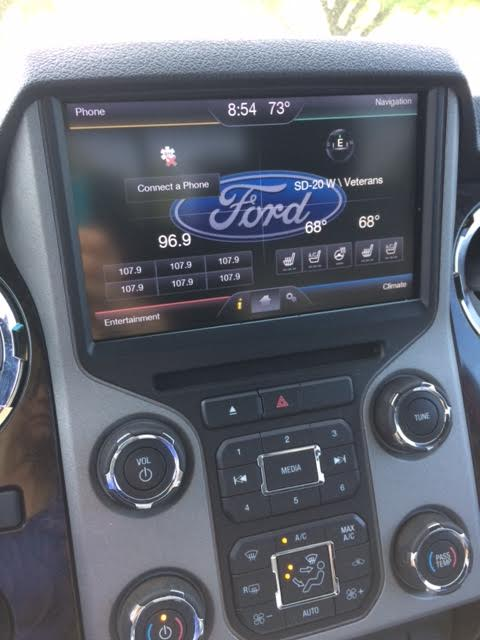 Phone
8:54 73°
Navigation
E
Connect a Phone
SD-20 W \ Veterans
Ford
96.9
68° 68°
107.9 107.9 107.9
107.9 107.9 107.9
Entertainment
Climate
VOL
TUNE
1 2 3
MEDIA
4 5 6
A/C
MAX
A/C
R
AUTO
PASS
TEMP